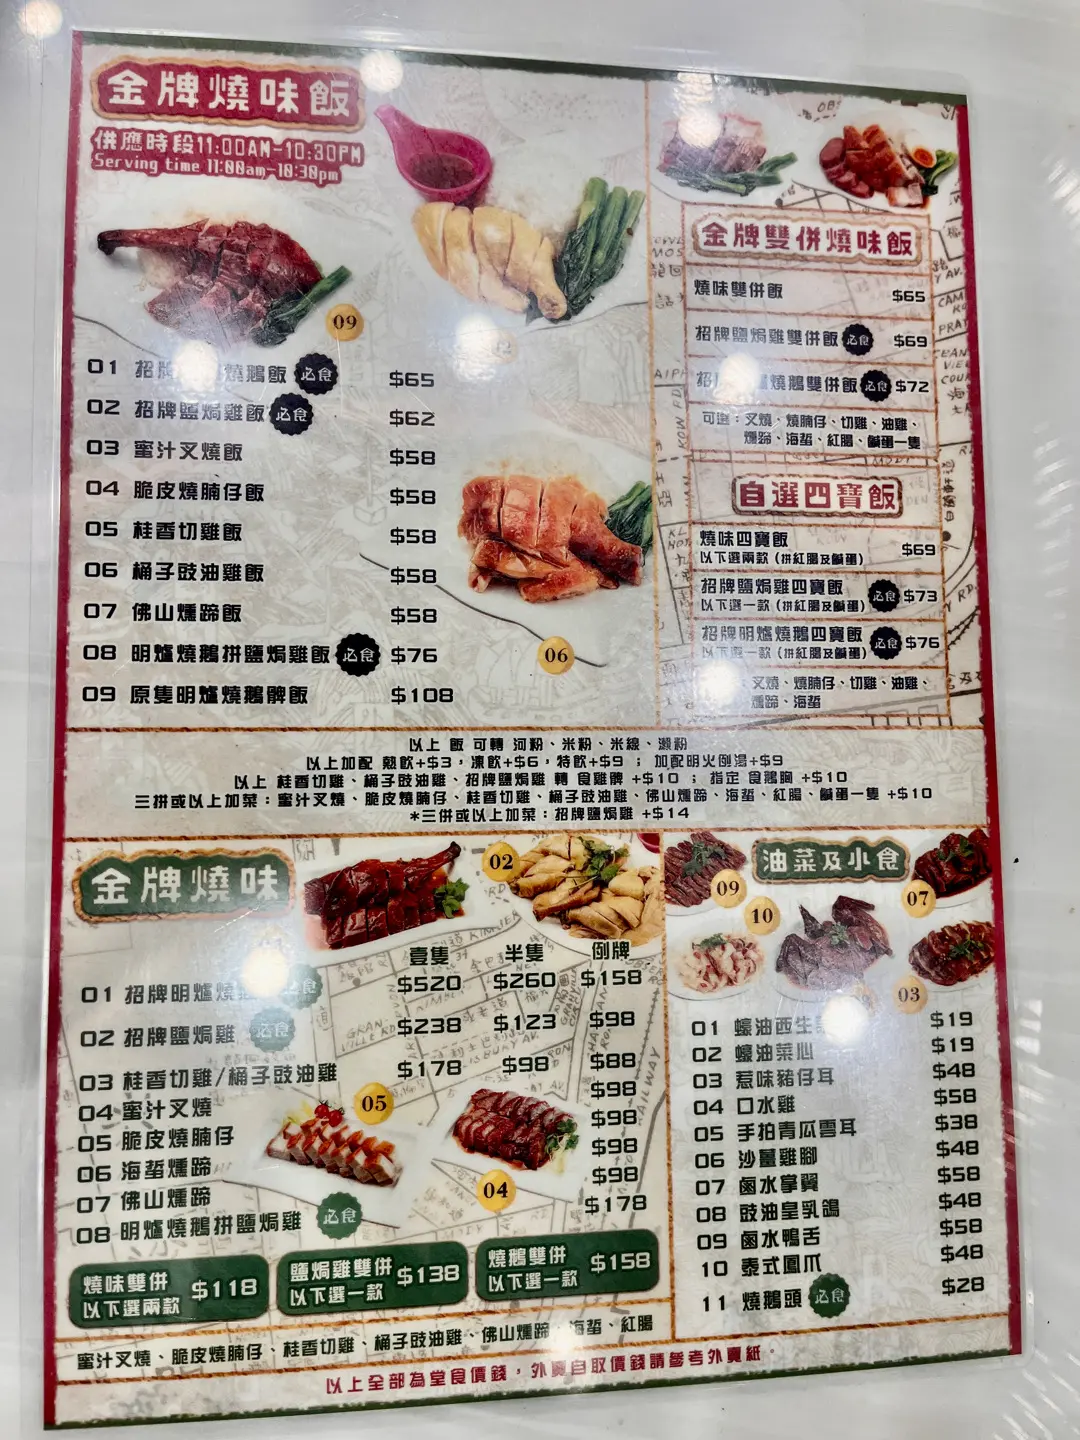 金牌燒味飯
供應時段11:00AM-10:30PM
Serving time 11:00am-10:30pm
09
01 招牌 燒鵝飯 必食 $65
02 招牌鹽焗雞飯 必食 $62
03 蜜汁叉燒飯 $58
04 脆皮燒腩仔飯 $58
05 桂香切雞飯 $58
06 桶子豉油雞飯 $58
07 佛山燻蹄飯 $58
08 明爐燒鵝拼鹽焗雞飯 必食 $76
09 原隻明爐燒鵝髀飯 $108
06
金牌雙併燒味飯
燒味雙併飯 $65
招牌鹽焗雞雙併飯 必食 $69
招 燒鵝雙併飯 必食 $72
可選：叉燒、燒腩仔、切雞、油雞、
燻蹄、海蜇、紅腸、鹹蛋一隻
自選四寶飯
燒味四寶飯 $69
以下選兩款 (拼紅腸及鹹蛋)
招牌鹽焗雞四寶飯 必食 $73
以下選一款 (拼紅腸及鹹蛋)
招牌明爐燒鵝四寶飯 必食 $76
以下選一款 (拼紅腸及鹹蛋)
叉燒、燒腩仔、切雞、油雞、
燻蹄、海蜇
以上 飯 可轉 河粉、米粉、米線、瀨粉
以上加配 熱飲+$3，凍飲+$6，特飲+$9 ； 加配明火例湯+$9
以上 桂香切雞、桶子豉油雞、招牌鹽焗雞 轉 食雞髀 +$10 ； 指定 食鵝胸 +$10
三拼或以上加菜：蜜汁叉燒、脆皮燒腩仔、桂香切雞、桶子豉油雞、佛山燻蹄、海蜇、紅腸、鹹蛋一隻 +$10
*三併或以上加菜：招牌鹽焗雞 +$14
金牌燒味
02
壹隻 半隻 例牌
01 招牌明爐燒 食 $520 $260 $158
02 招牌鹽焗雞 必食 $238 $123 $98
03 桂香切雞/桶子豉油雞 $178 $98 $88
04 蜜汁叉燒 $98
05 脆皮燒腩仔 $98
06 海蜇燻蹄 $98
07 佛山燻蹄 $98
08 明爐燒鵝拼鹽焗雞 必食 $178
05
04
燒味雙併
以下選兩款 $118
鹽焗雞雙併
以下選一款 $138
燒鵝雙併
以下選一款 $158
蜜汁叉燒、脆皮燒腩仔、桂香切雞、桶子豉油雞、佛山燻蹄、海蜇、紅腸
油菜及小食
09
10
07
03
01 蠔油西生 $19
02 蠔油菜心 $19
03 惹味豬仔耳 $48
04 口水雞 $58
05 手拍青瓜雲耳 $38
06 沙薑雞腳 $48
07 鹵水掌翼 $58
08 豉油皇乳鴿 $48
09 鹵水鴨舌 $58
10 泰式鳳爪 $48
11 燒鵝頭 必食 $28
以上全部為堂食價錢，外賣自取價錢請參考外賣紙。